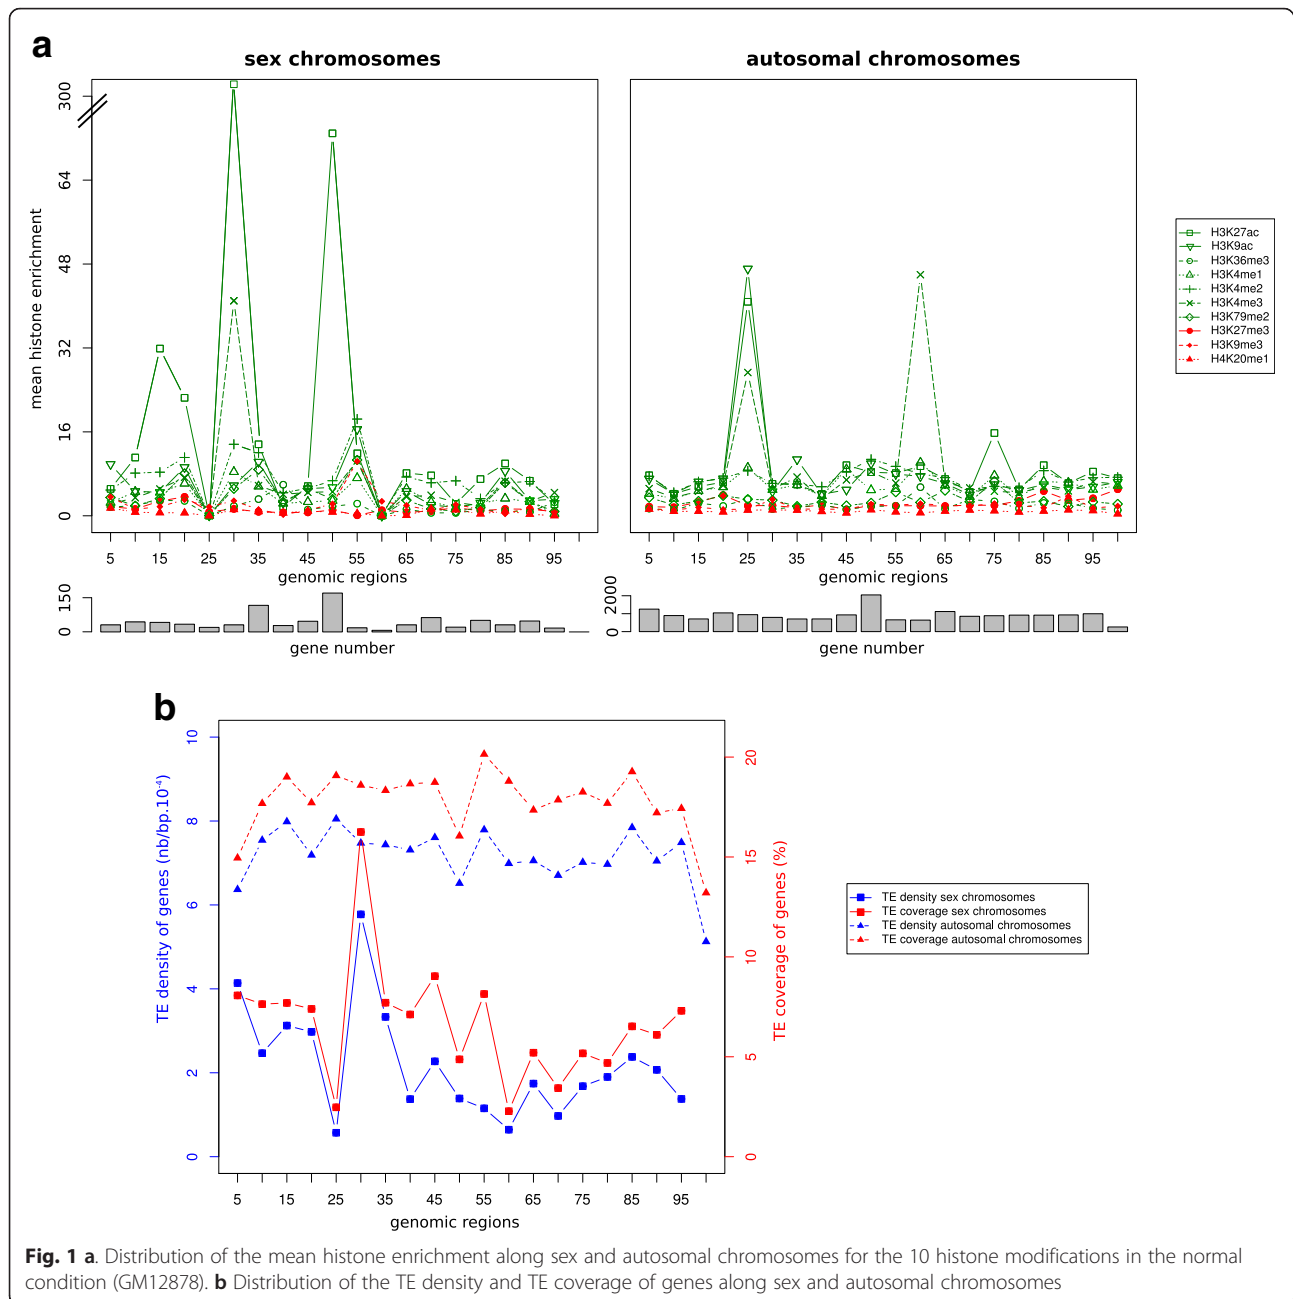 a
sex chromosomes
autosomal chromosomes
mean histone enrichment
300
64
48
32
16
0
5 15 25 35 45 55 65 75 85 95
genomic regions
5 15 25 35 45 55 65 75 85 95
genomic regions
H3K27ac
H3K9ac
H3K36me3
H3K4me1
H3K4me2
H3K4me3
H3K79me2
H3K27me3
H3K9me3
H4K20me1
150
0
gene number
2000
0
gene number
b
TE density of genes (nb/bp.10⁻⁴)
10
8
6
4
2
0
TE coverage of genes (%)
20
15
10
5
0
5 15 25 35 45 55 65 75 85 95
genomic regions
TE density sex chromosomes
TE coverage sex chromosomes
TE density autosomal chromosomes
TE coverage autosomal chromosomes
Fig. 1 a. Distribution of the mean histone enrichment along sex and autosomal chromosomes for the 10 histone modifications in the normal
condition (GM12878). b Distribution of the TE density and TE coverage of genes along sex and autosomal chromosomes